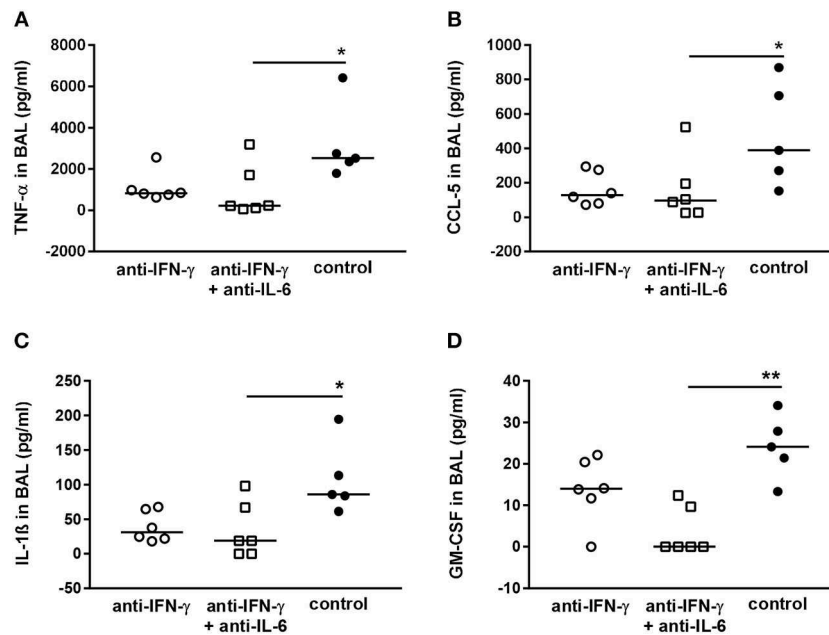 A
TNF-α in BAL (pg/ml)
8000
6000
4000
2000
0
-2000
*
anti-IFN-γ
anti-IFN-γ
+ anti-IL-6
control
B
CCL-5 in BAL (pg/ml)
1000
800
600
400
200
0
-200
*
anti-IFN-γ
anti-IFN-γ
+ anti-IL-6
control
C
IL-1ß in BAL (pg/ml)
250
200
150
100
50
0
-50
*
anti-IFN-γ
anti-IFN-γ
+ anti-IL-6
control
D
GM-CSF in BAL (pg/ml)
40
30
20
10
0
-10
**
anti-IFN-γ
anti-IFN-γ
+ anti-IL-6
control